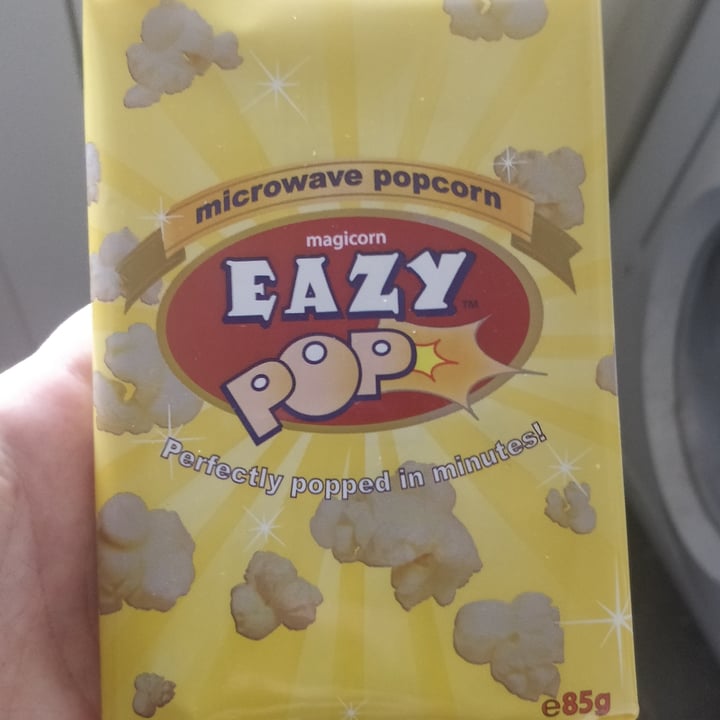 microwave popcorn
magicorn
EAZY™
POP
Perfectly popped in minutes!
e85g